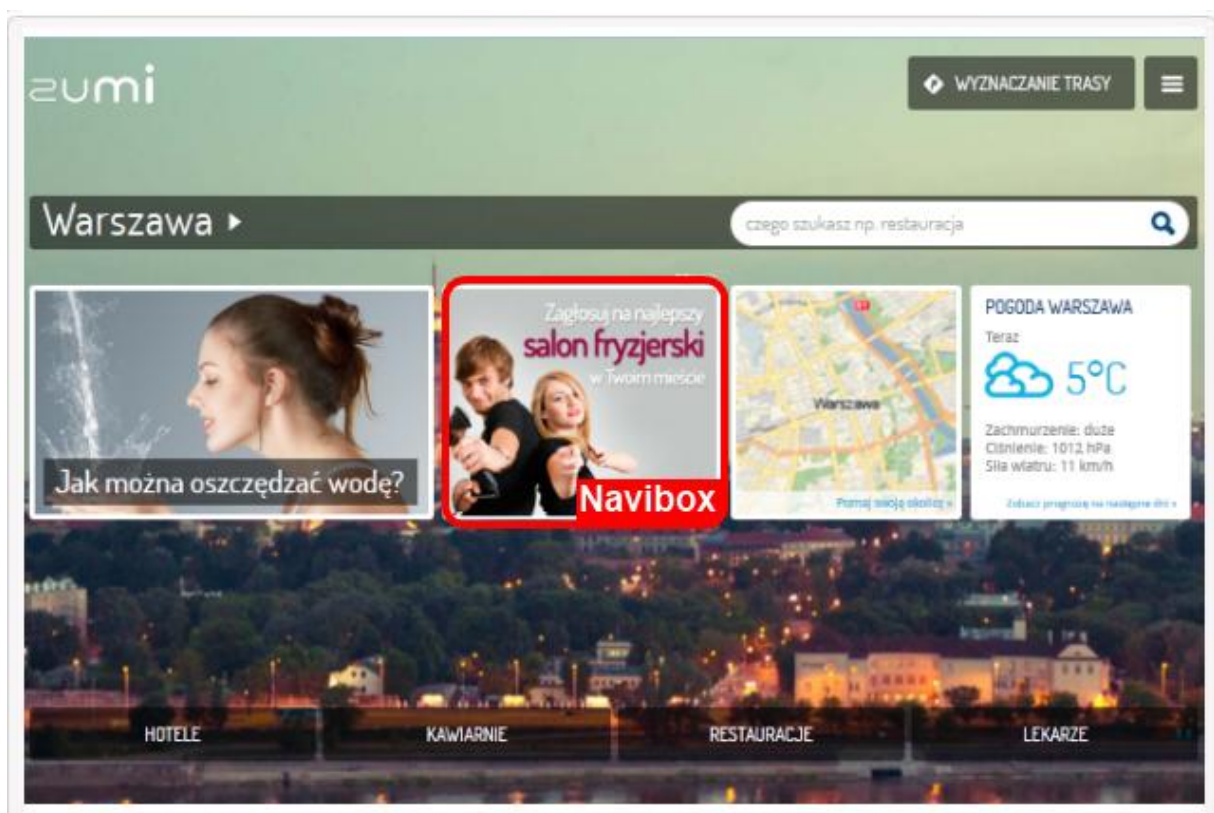 zumi
WYZNACZANIE TRASY
Warszawa
czego szukasz np. restauracja
Jak można oszczędzać wodę?
Zagłosuj na najlepszy
salon fryzjerski
w Twoim mieście
Navibox
Warszawa
Poznaj swoją okolicę »
POGODA WARSZAWA
Teraz
5°C
Zachmurzenie: duże
Ciśnienie: 1012 hPa
Siła wiatru: 11 km/h
Zobacz prognozę na następne dni »
HOTELE
KAWIARNIE
RESTAURACJE
LEKARZE